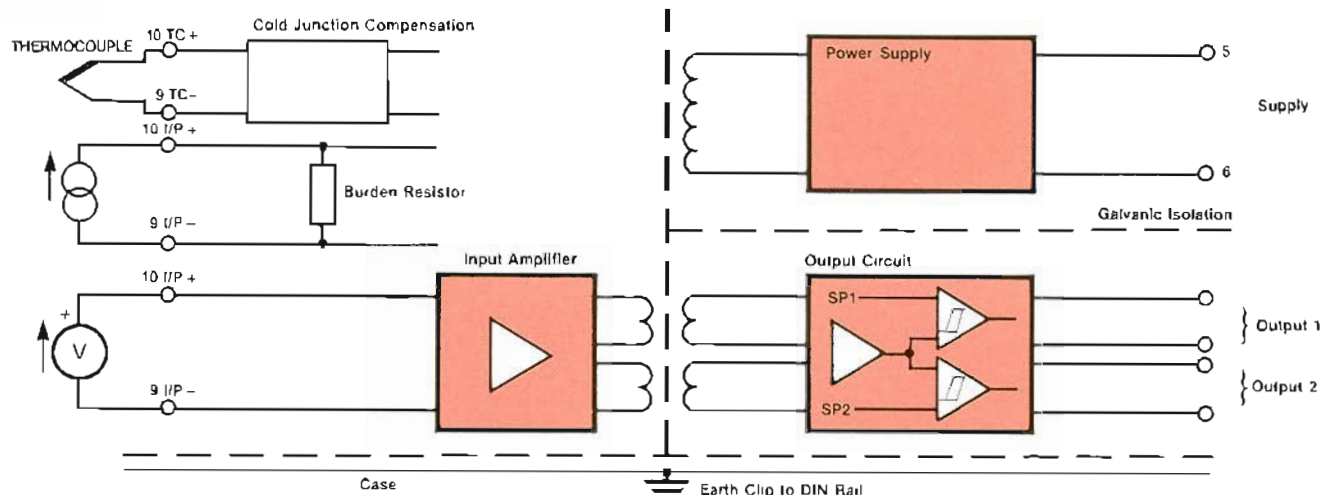 Cold Junction Compensation
10 TC +
THERMOCOUPLE
9 TC–
10 I/P +
Burden Resistor
9 I/P –
Power Supply
5
Supply
6
Galvanic Isolation
Input Amplifier
10 I/P +
+
V
9 I/P –
Output Circuit
SP1
} Output 1
} Output 2
SP2
Case
Earth Clip to DIN Rail